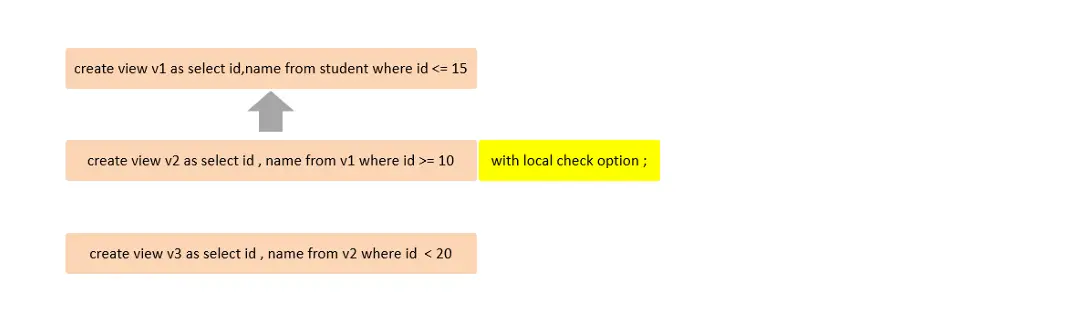 create view v1 as select id,name from student where id <= 15
create view v2 as select id , name from v1 where id >= 10 with local check option ;
create view v3 as select id , name from v2 where id < 20